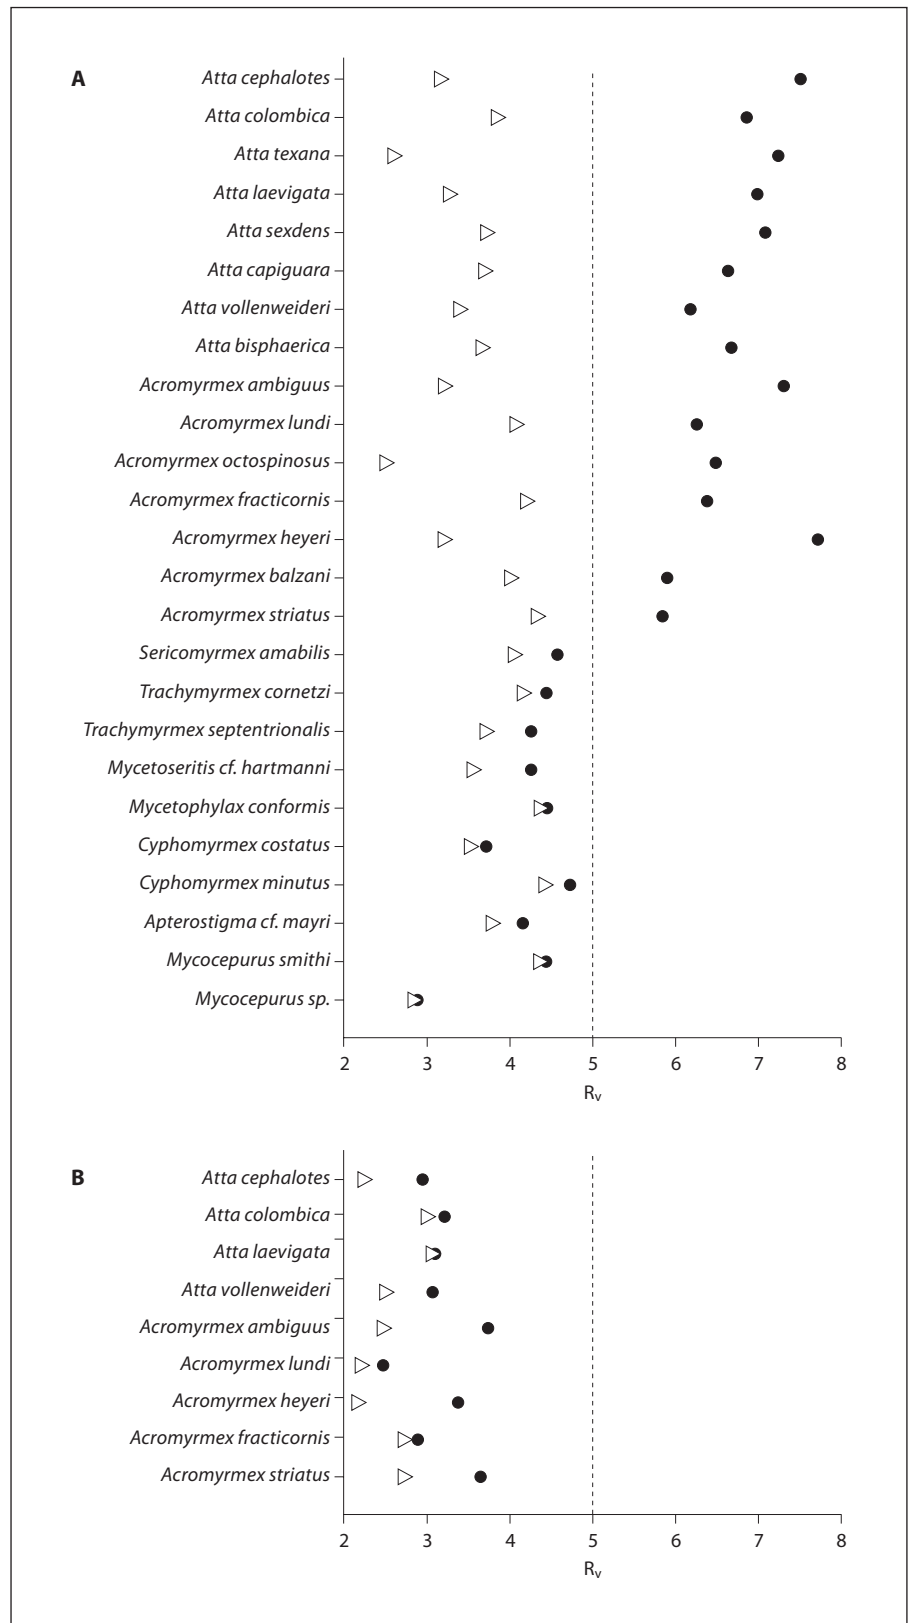 A
Atta cephalotes
Atta colombica
Atta texana
Atta laevigata
Atta sexdens
Atta capiguara
Atta vollenweideri
Atta bisphaerica
Acromyrmex ambiguus
Acromyrmex lundi
Acromyrmex octospinosus
Acromyrmex fracticornis
Acromyrmex heyeri
Acromyrmex balzani
Acromyrmex striatus
Sericomyrmex amabilis
Trachymyrmex cornetzi
Trachymyrmex septentrionalis
Mycetoseritis cf. hartmanni
Mycetophylax conformis
Cyphomyrmex costatus
Cyphomyrmex minutus
Apterostigma cf. mayri
Mycocepurus smithi
Mycocepurus sp.
2 3 4 5 6 7 8
Rv
B
Atta cephalotes
Atta colombica
Atta laevigata
Atta vollenweideri
Acromyrmex ambiguus
Acromyrmex lundi
Acromyrmex heyeri
Acromyrmex fracticornis
Acromyrmex striatus
2 3 4 5 6 7 8
Rv